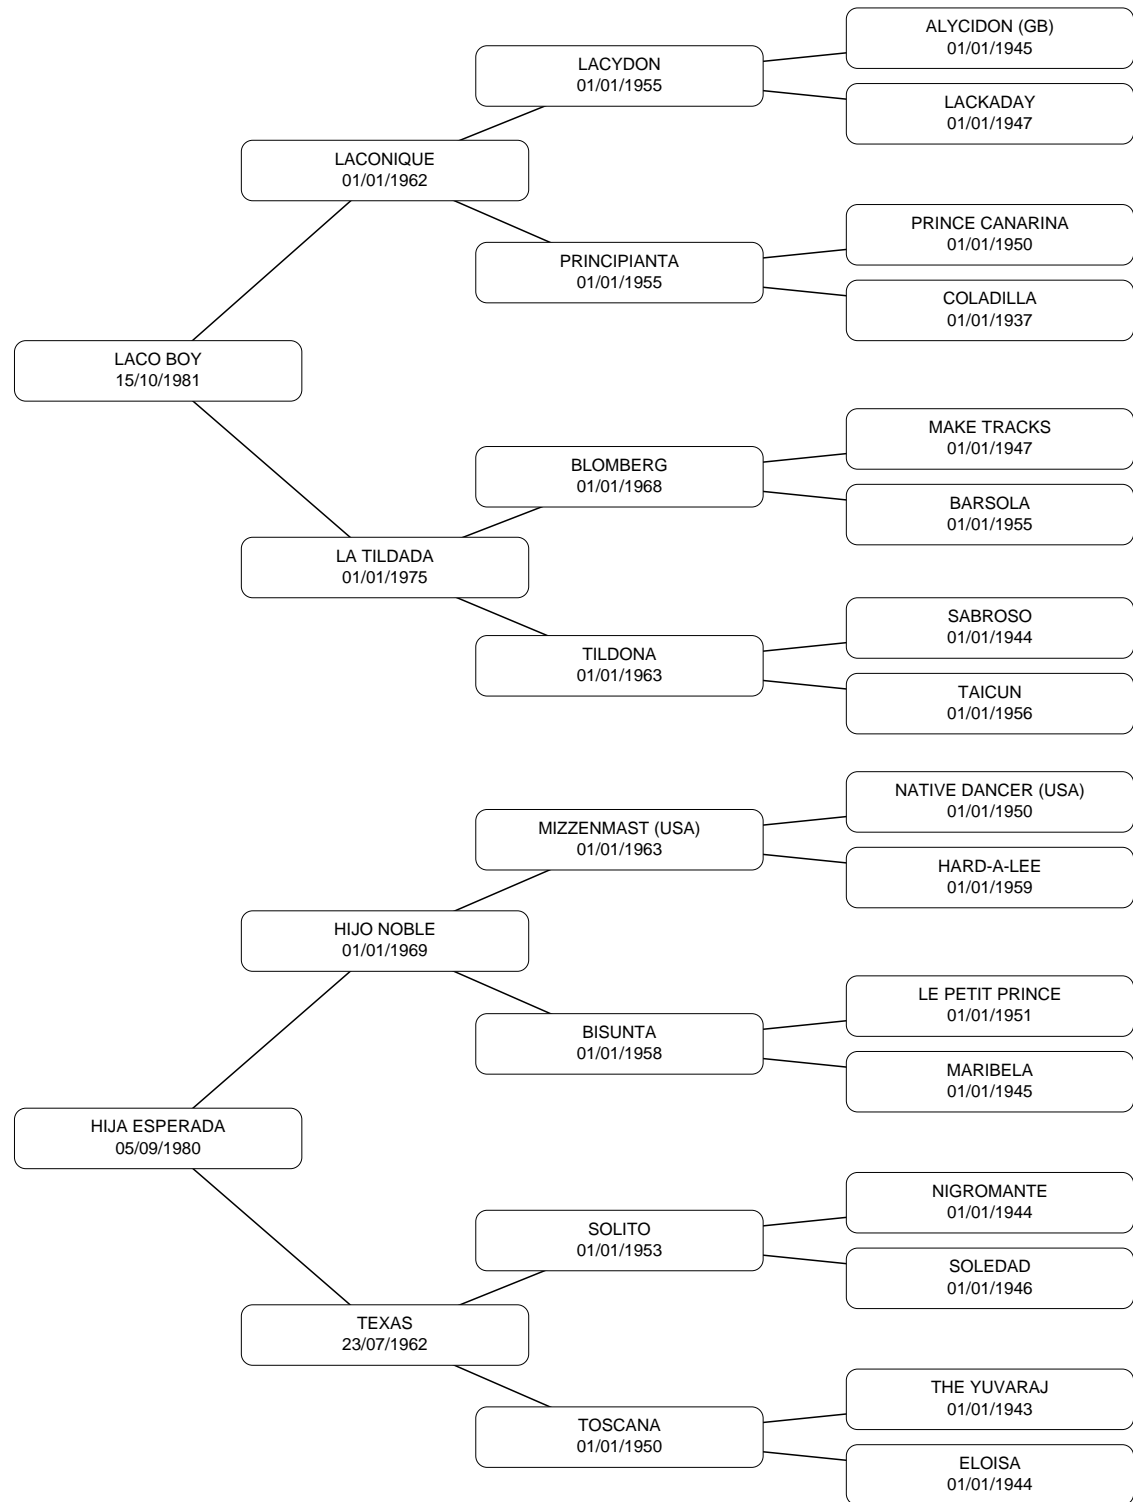 ALYCIDON (GB)
01/01/1945
LACYDON
01/01/1955
LACKADAY
01/01/1947
LACONIQUE
01/01/1962
PRINCE CANARINA
01/01/1950
PRINCIPIANTA
01/01/1955
COLADILLA
01/01/1937
LACO BOY
15/10/1981
MAKE TRACKS
01/01/1947
BLOMBERG
01/01/1968
BARSOLA
01/01/1955
LA TILDADA
01/01/1975
SABROSO
01/01/1944
TILDONA
01/01/1963
TAICUN
01/01/1956
NATIVE DANCER (USA)
01/01/1950
MIZZENMAST (USA)
01/01/1963
HARD-A-LEE
01/01/1959
HIJO NOBLE
01/01/1969
LE PETIT PRINCE
01/01/1951
BISUNTA
01/01/1958
MARIBELA
01/01/1945
HIJA ESPERADA
05/09/1980
NIGROMANTE
01/01/1944
SOLITO
01/01/1953
SOLEDAD
01/01/1946
TEXAS
23/07/1962
THE YUVARAJ
01/01/1943
TOSCANA
01/01/1950
ELOISA
01/01/1944